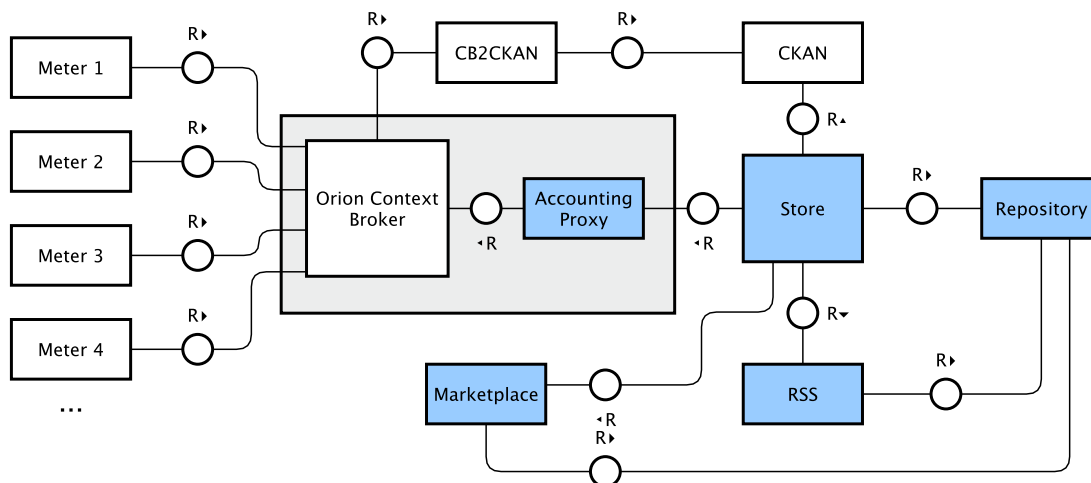 R▸
R▸
CB2CKAN
CKAN
R▸
Meter 1
R▴
R▸
Meter 2
Orion Context
Broker
Accounting
Proxy
Store
R▸
Repository
◂R
◂R
R▸
Meter 3
R▸
Meter 4
...
R▾
Marketplace
◂R
RSS
R▸
R▸